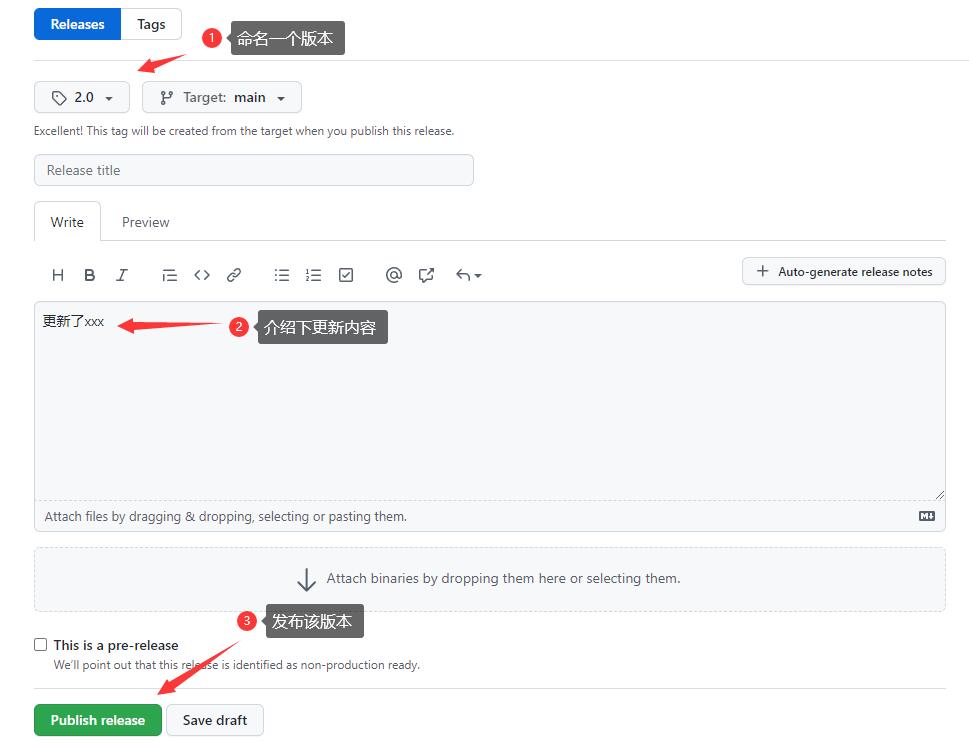 Releases Tags
1 命名一个版本
2.0 Target: main
Excellent! This tag will be created from the target when you publish this release.
Release title
Write Preview
H B I @
+ Auto-generate release notes
更新了xxx
2 介绍下更新内容
Attach files by dragging & dropping, selecting or pasting them.
M↓
Attach binaries by dropping them here or selecting them.
3 发布该版本
This is a pre-release
We'll point out that this release is identified as non-production ready.
Publish release Save draft